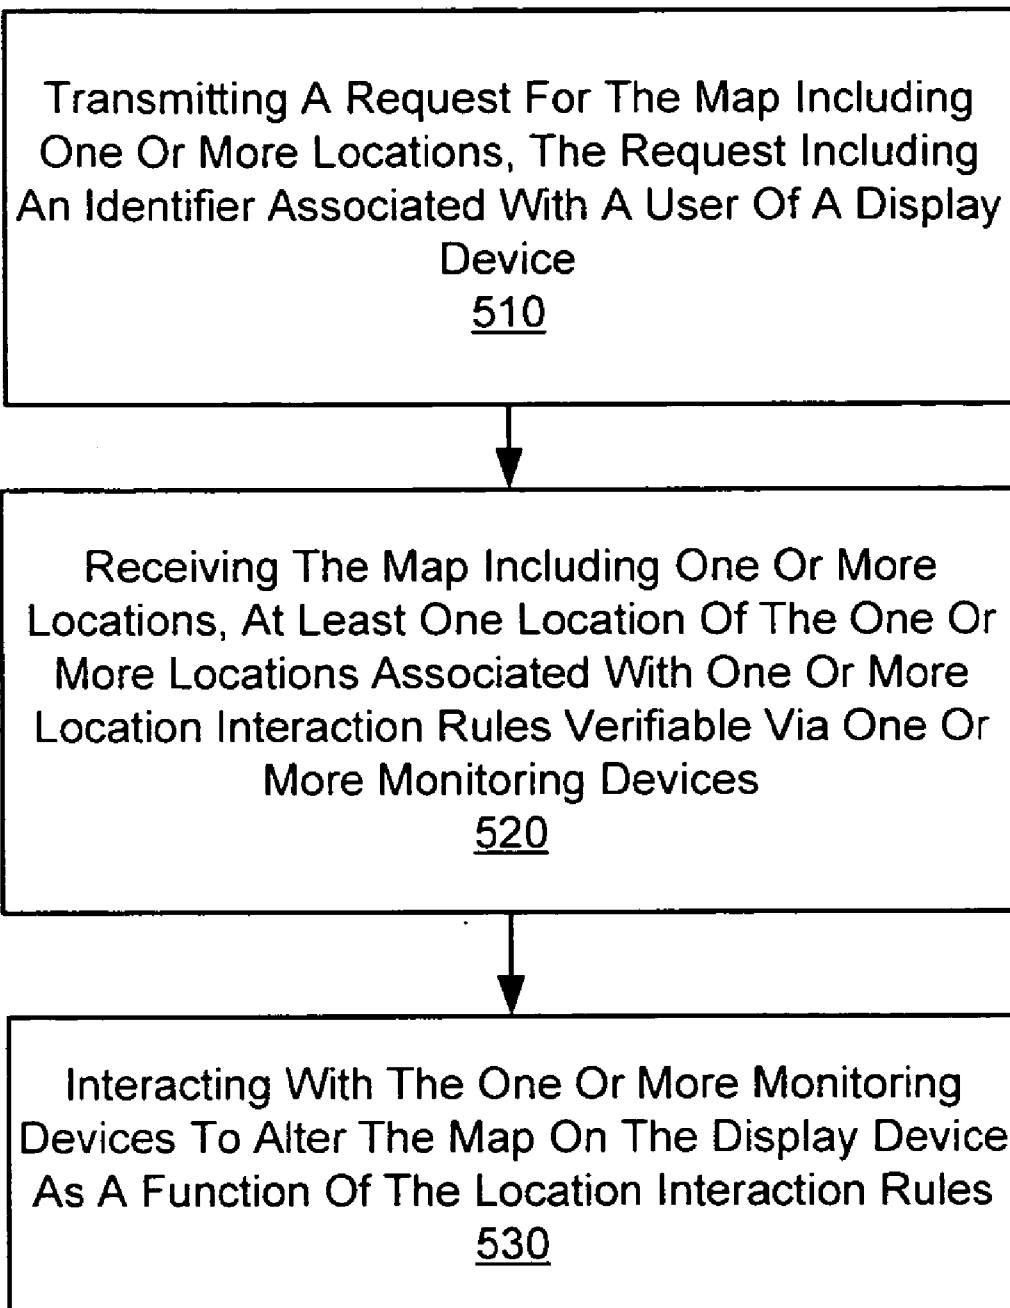 Transmitting A Request For The Map Including
One Or More Locations, The Request Including
An Identifier Associated With A User Of A Display
Device
510
Receiving The Map Including One Or More
Locations, At Least One Location Of The One Or
More Locations Associated With One Or More
Location Interaction Rules Verifiable Via One Or
More Monitoring Devices
520
Interacting With The One Or More Monitoring
Devices To Alter The Map On The Display Device
As A Function Of The Location Interaction Rules
530